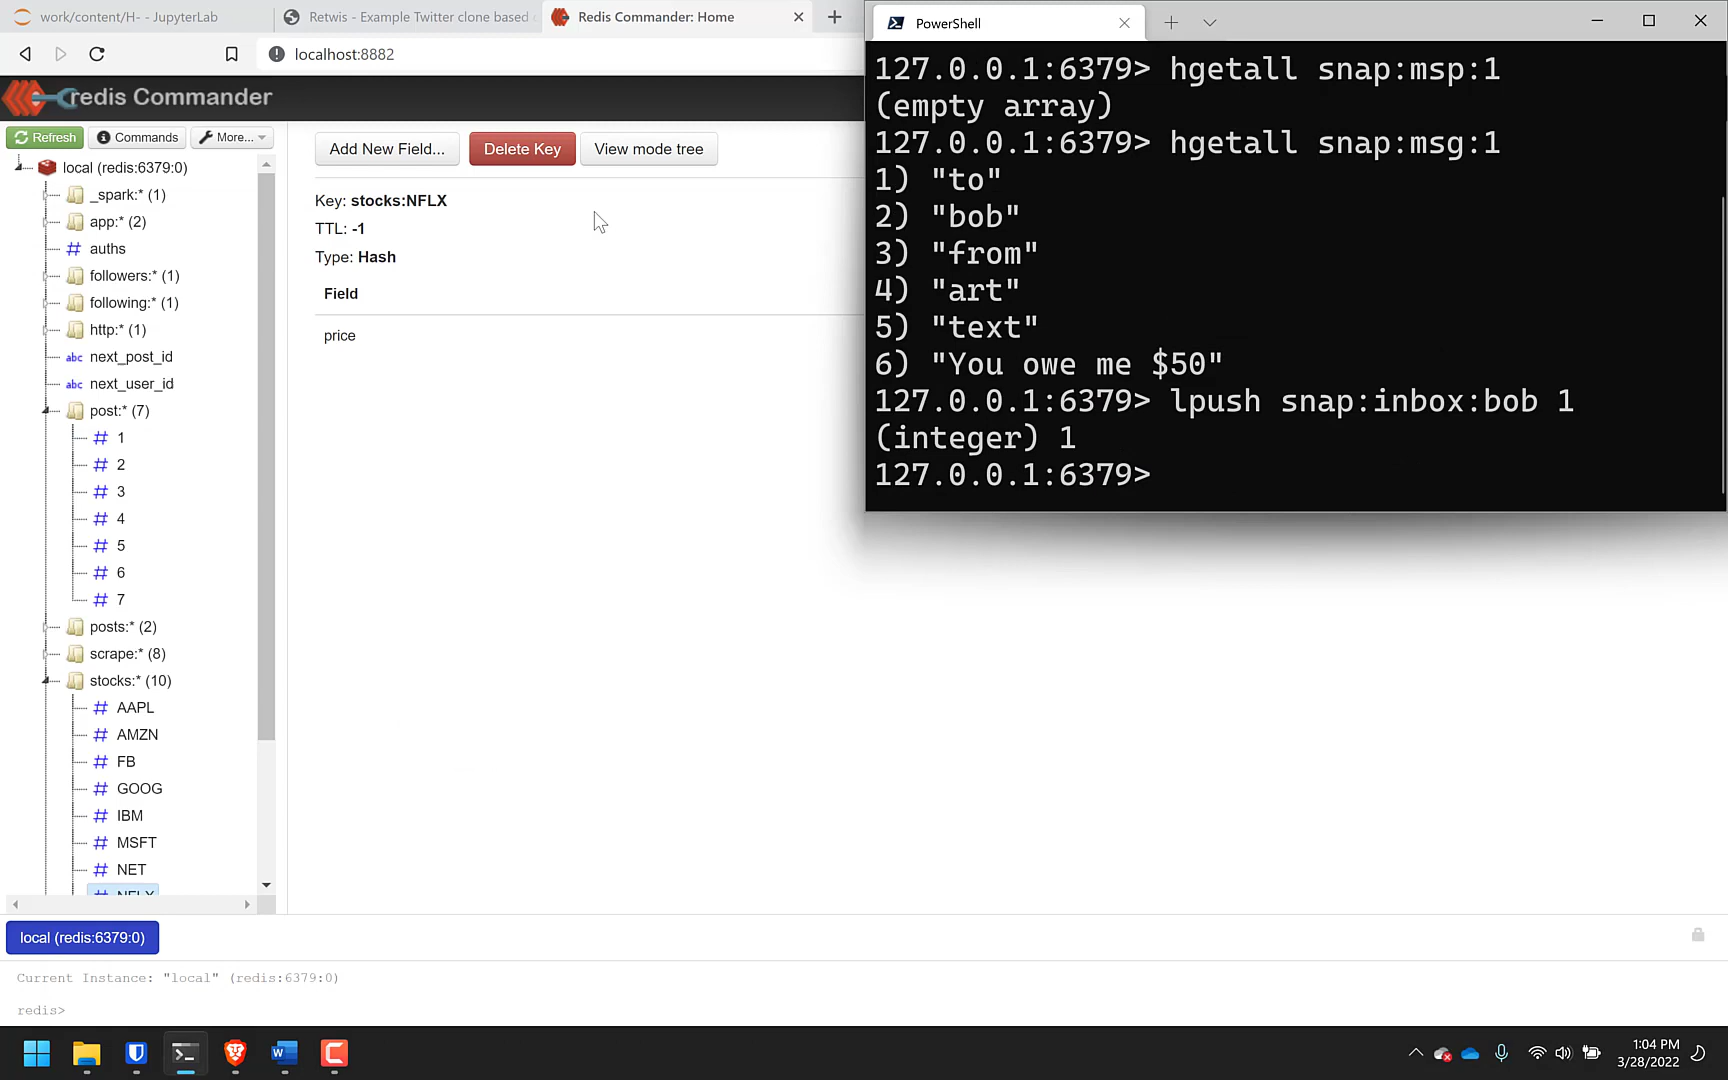 work/content/H- - JupyterLab
Retwis - Example Twitter clone based
Redis Commander: Home
localhost:8882
redis Commander
Refresh
Commands
More...
local (redis:6379:0)
_spark:* (1)
app:* (2)
auths
followers:* (1)
following:* (1)
http:* (1)
abc next_post_id
abc next_user_id
post:* (7)
1
2
3
4
5
6
7
posts:* (2)
scrape:* (8)
stocks:* (10)
AAPL
AMZN
FB
GOOG
IBM
MSFT
NET
NFLX
Add New Field...
Delete Key
View mode tree
Key: stocks:NFLX
TTL: -1
Type: Hash
Field
price
PowerShell
127.0.0.1:6379> hgetall snap:msp:1
(empty array)
127.0.0.1:6379> hgetall snap:msg:1
1) "to"
2) "bob"
3) "from"
4) "art"
5) "text"
6) "You owe me $50"
127.0.0.1:6379> lpush snap:inbox:bob 1
(integer) 1
127.0.0.1:6379>
local (redis:6379:0)
Current Instance: "local" (redis:6379:0)
redis>
1:04 PM
3/28/2022